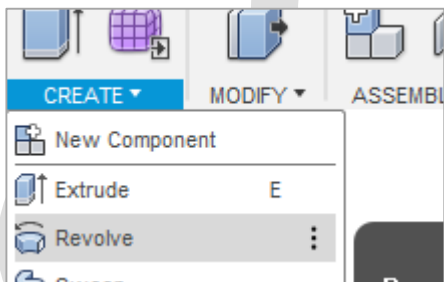 CREATE ▾ MODIFY ▾ ASSEMBL
New Component
Extrude E
Revolve